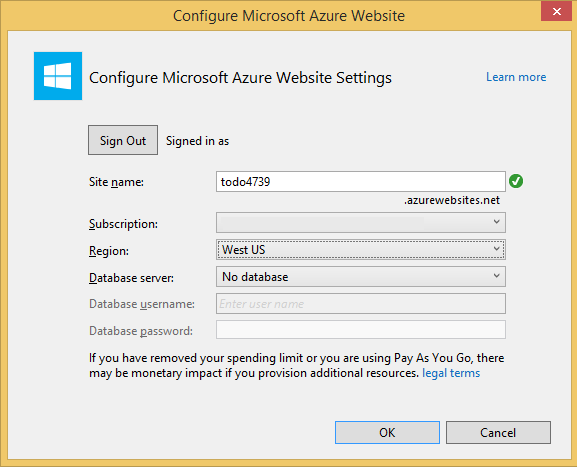 Configure Microsoft Azure Website
Configure Microsoft Azure Website Settings
Learn more
Sign Out
Signed in as
Site name:
todo4739
.azurewebsites.net
Subscription:
Region:
West US
Database server:
No database
Database username:
Enter user name
Database password:
If you have removed your spending limit or you are using Pay As You Go, there
may be monetary impact if you provision additional resources. legal terms
OK
Cancel